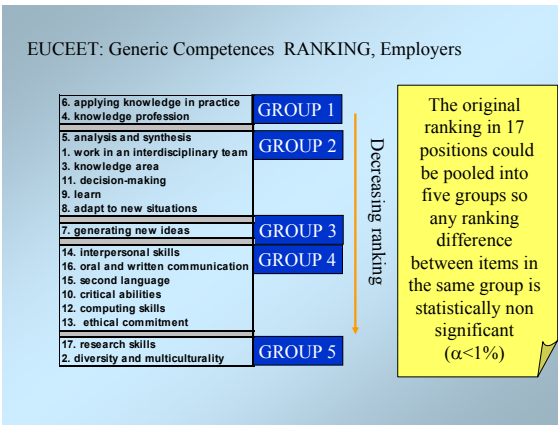 EUCEET: Generic Competences RANKING, Employers
6. applying knowledge in practice
4. knowledge profession
GROUP 1
5. analysis and synthesis
1. work in an interdisciplinary team
3. knowledge area
11. decision-making
9. learn
8. adapt to new situations
GROUP 2
7. generating new ideas
GROUP 3
14. interpersonal skills
16. oral and written communication
15. second language
10. critical abilities
12. computing skills
13. ethical commitment
GROUP 4
17. research skills
2. diversity and multiculturality
GROUP 5
Decreasing ranking
The original
ranking in 17
positions could
be pooled into
five groups so
any ranking
difference
between items in
the same group is
statistically non
significant
(α<1%)